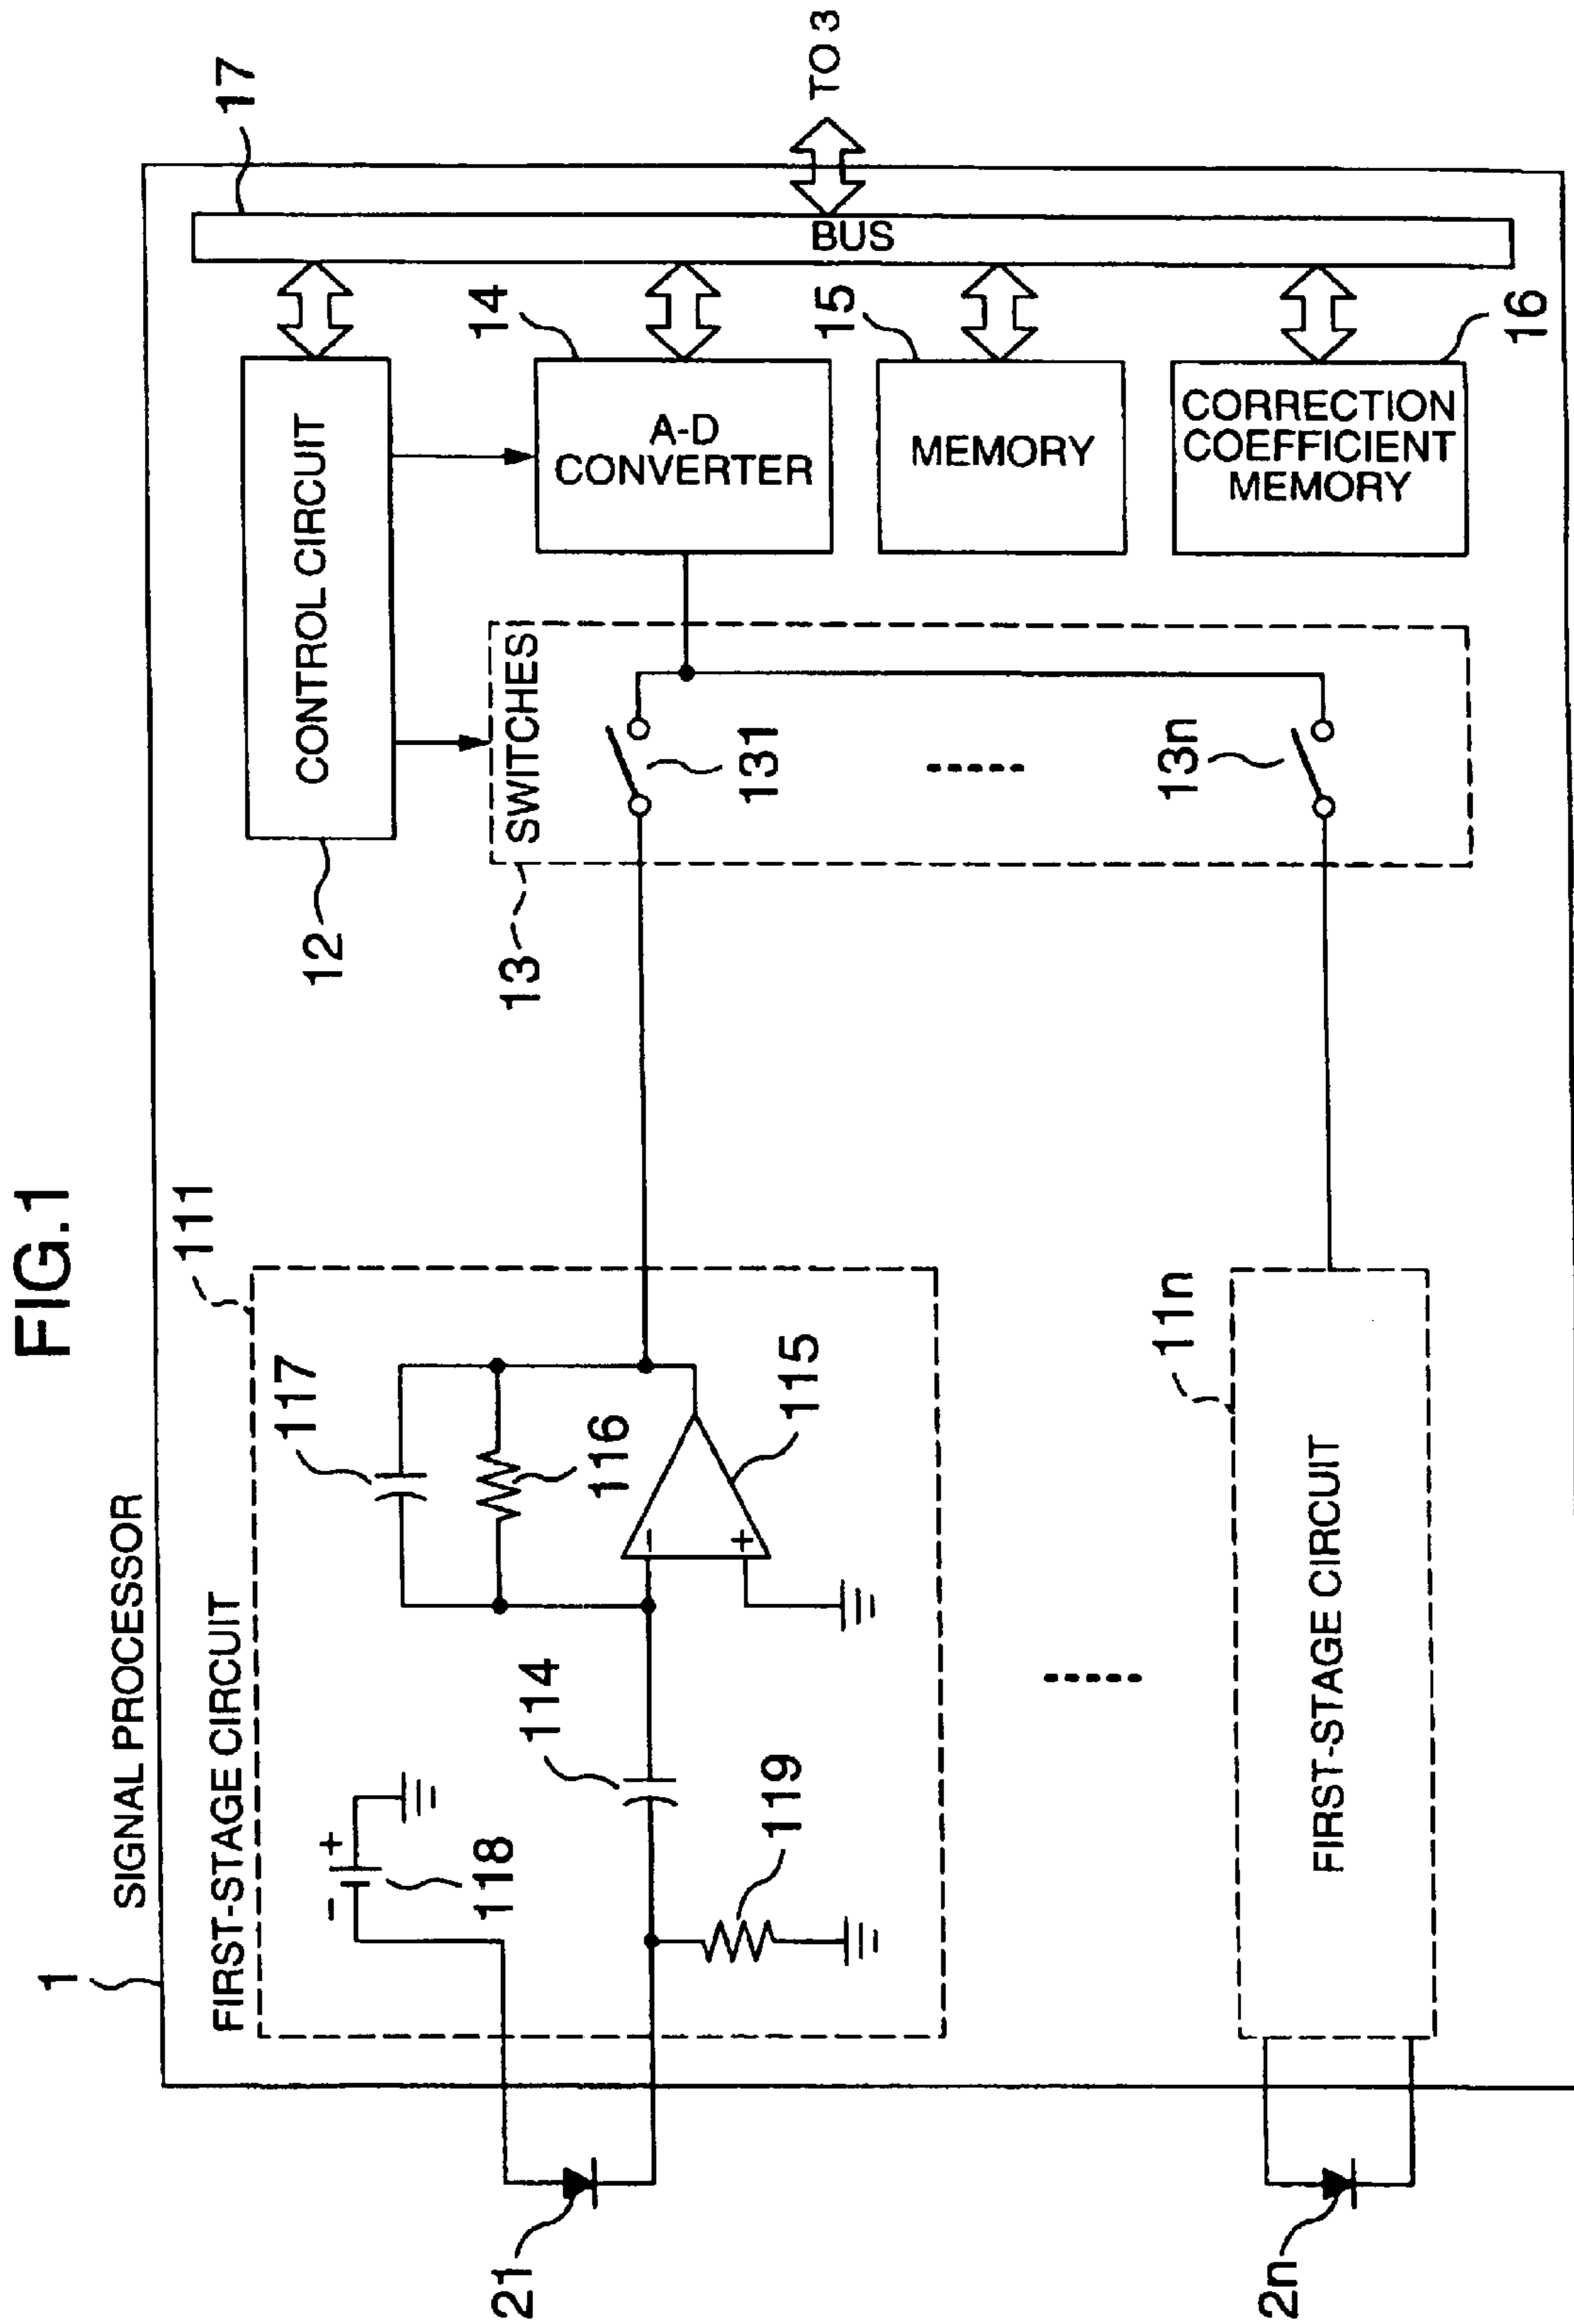 FIG.1
1
SIGNAL PROCESSOR
17
111
FIRST-STAGE CIRCUIT
117
12
CONTROL CIRCUIT
BUS
TO 3
−
+
118
116
114
115
−
+
119
21
13
SWITCHES
131
13n
14
A-D
CONVERTER
15
MEMORY
16
CORRECTION
COEFFICIENT
MEMORY
11n
FIRST-STAGE CIRCUIT
2n